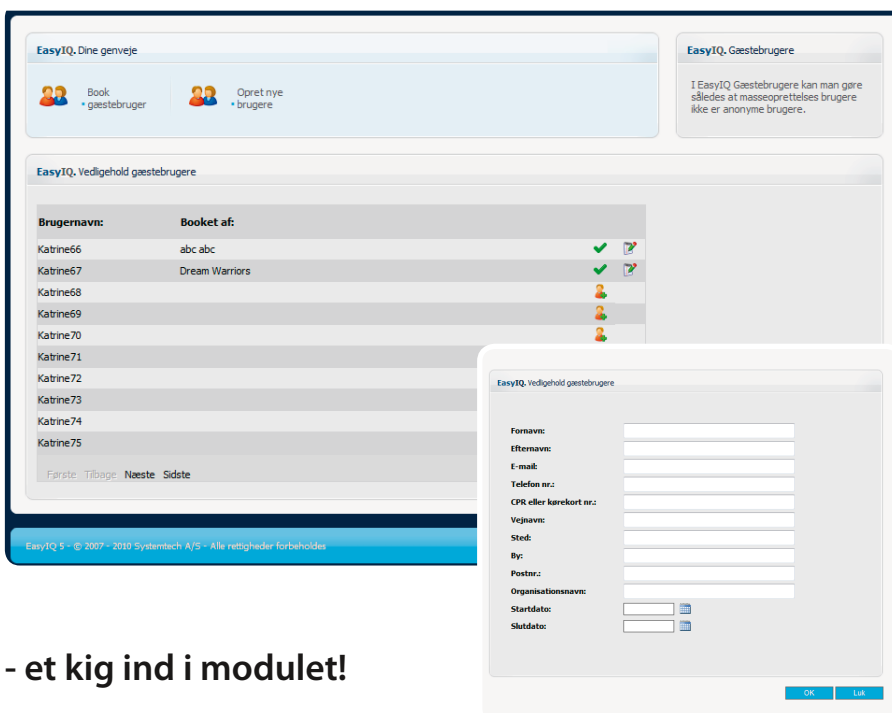 EasyIQ. Dine genveje
Book
• gæstebruger
Opret nye
• brugere
EasyIQ. Gæstebrugere
I EasyIQ Gæstebrugere kan man gøre
således at masseoprettelses brugere
ikke er anonyme brugere.
EasyIQ. Vedligehold gæstebrugere
Brugernavn: Booket af:
Katrine66 abc abc
Katrine67 Dream Warriors
Katrine68
Katrine69
Katrine70
Katrine71
Katrine72
Katrine73
Katrine74
Katrine75
Første Tilbage Næste Sidste
EasyIQ 5 - © 2007 - 2010 Systemtech A/S - Alle rettigheder forbeholdes
EasyIQ. Vedligehold gæstebrugere
Fornavn:
Efternavn:
E-mail:
Telefon nr.:
CPR eller kørekort nr.:
Vejnavn:
Sted:
By:
Postnr.:
Organisationsnavn:
Startdato:
Slutdato:
OK Luk
- et kig ind i modulet!